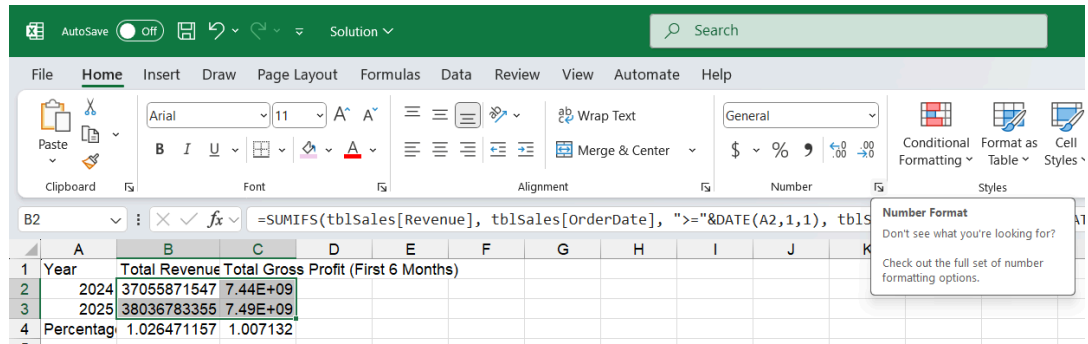 AutoSave Off Solution Search
File Home Insert Draw Page Layout Formulas Data Review View Automate Help
Paste
Clipboard
Arial 11 A^ A˅
B I U A
Font
ab Wrap Text
Merge & Center
Alignment
General
$ % 9 .00 .00
Number
Conditional Formatting
Format as Table
Cell Styles
Styles
B2 fx =SUMIFS(tblSales[Revenue], tblSales[OrderDate], ">="&DATE(A2,1,1), tblS
Number Format
Don't see what you're looking for?
Check out the full set of number
formatting options.
A B C D E F G H I J K
1 Year Total Revenue Total Gross Profit (First 6 Months)
2 2024 37055871547 7.44E+09
3 2025 38036783355 7.49E+09
4 Percentag 1.026471157 1.007132